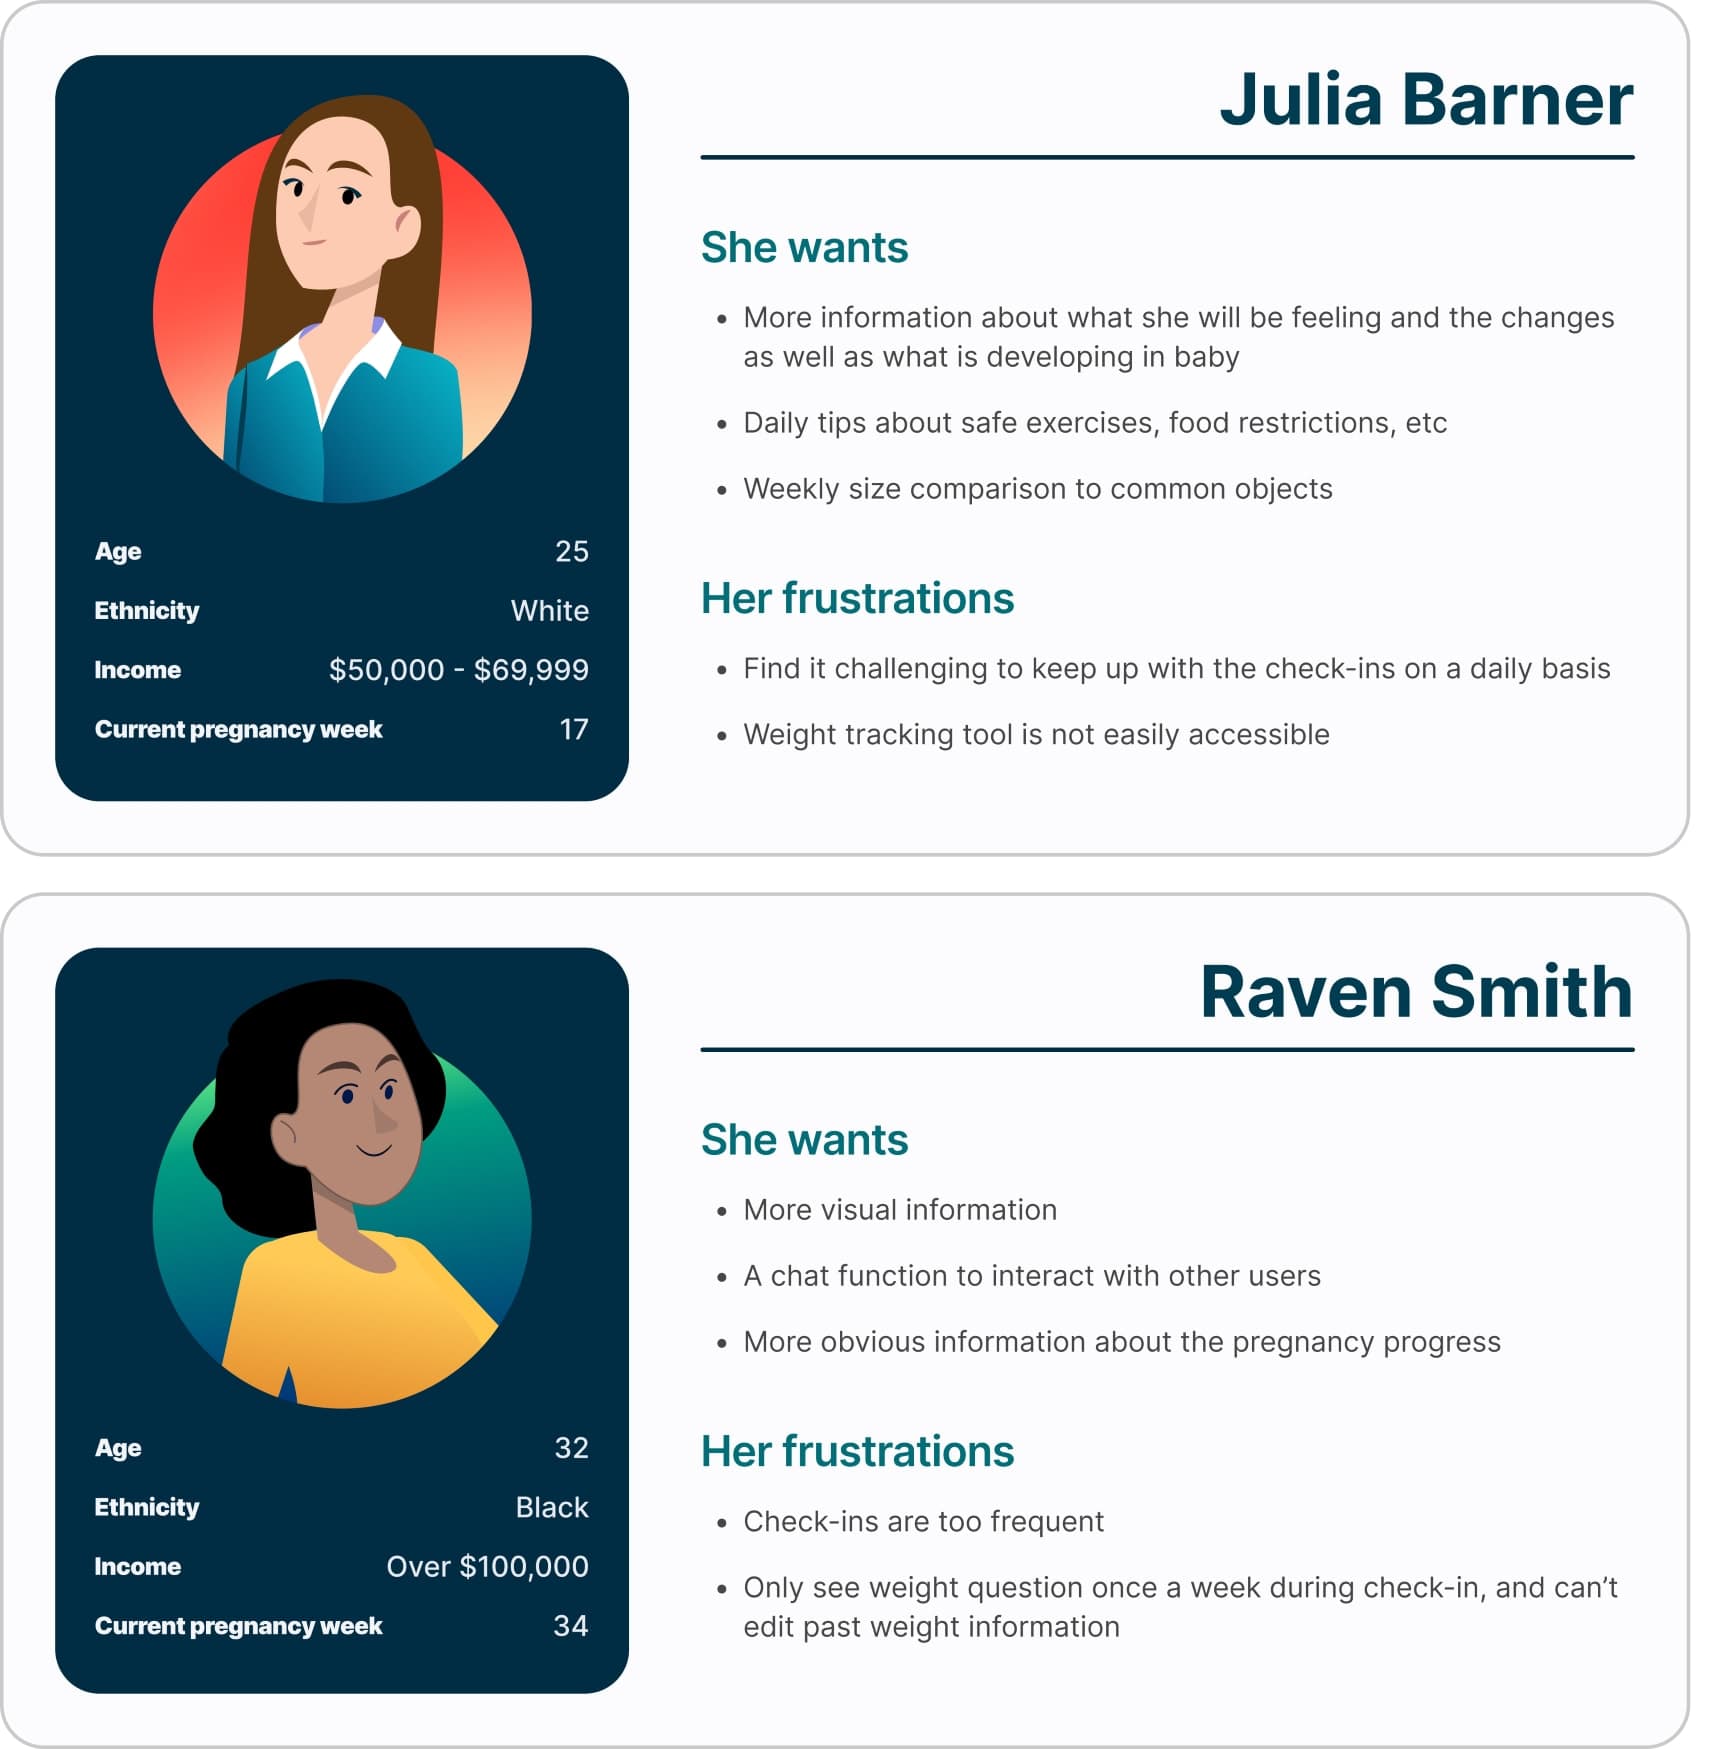 Julia Barner
She wants
• More information about what she will be feeling and the changes
as well as what is developing in baby
• Daily tips about safe exercises, food restrictions, etc
• Weekly size comparison to common objects
Her frustrations
• Find it challenging to keep up with the check-ins on a daily basis
• Weight tracking tool is not easily accessible
Age 25
Ethnicity White
Income $50,000 - $69,999
Current pregnancy week 17
Raven Smith
She wants
• More visual information
• A chat function to interact with other users
• More obvious information about the pregnancy progress
Her frustrations
• Check-ins are too frequent
• Only see weight question once a week during check-in, and can’t
edit past weight information
Age 32
Ethnicity Black
Income Over $100,000
Current pregnancy week 34